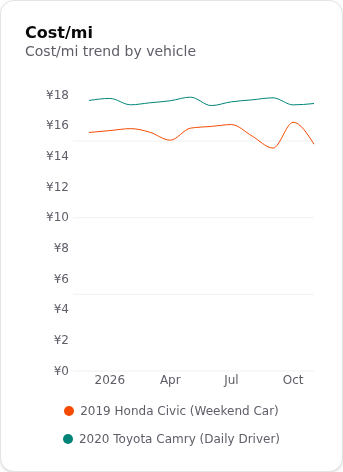 Cost/mi
Cost/mi trend by vehicle
¥18
¥16
¥14
¥12
¥10
¥8
¥6
¥4
¥2
¥0
2026 Apr Jul Oct
2019 Honda Civic (Weekend Car)
2020 Toyota Camry (Daily Driver)